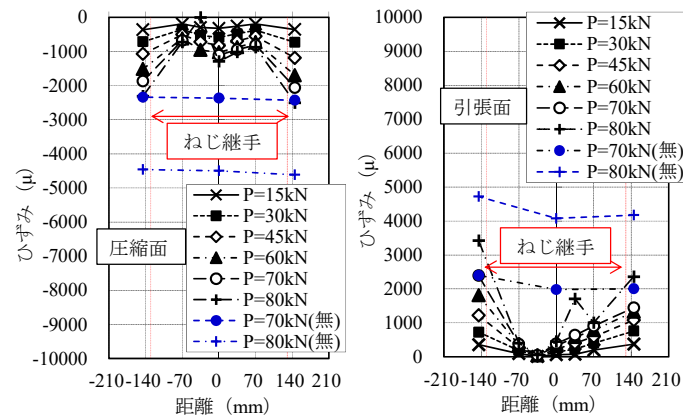 0
-1000
-2000
-3000
-4000
-5000
-6000
-7000
-8000
-9000
-10000
ひずみ (μ)
-210
-140
-70
0
70
140
210
距離 (mm)
ねじ継手
圧縮面
P=15kN
P=30kN
P=45kN
P=60kN
P=70kN
P=80kN
P=70kN(無)
P=80kN(無)
10000
9000
8000
7000
6000
5000
4000
3000
2000
1000
0
ひずみ (μ)
-210
-140
-70
0
70
140
210
距離 (mm)
引張面
P=15kN
P=30kN
P=45kN
P=60kN
P=70kN
P=80kN
P=70kN(無)
P=80kN(無)
ねじ継手